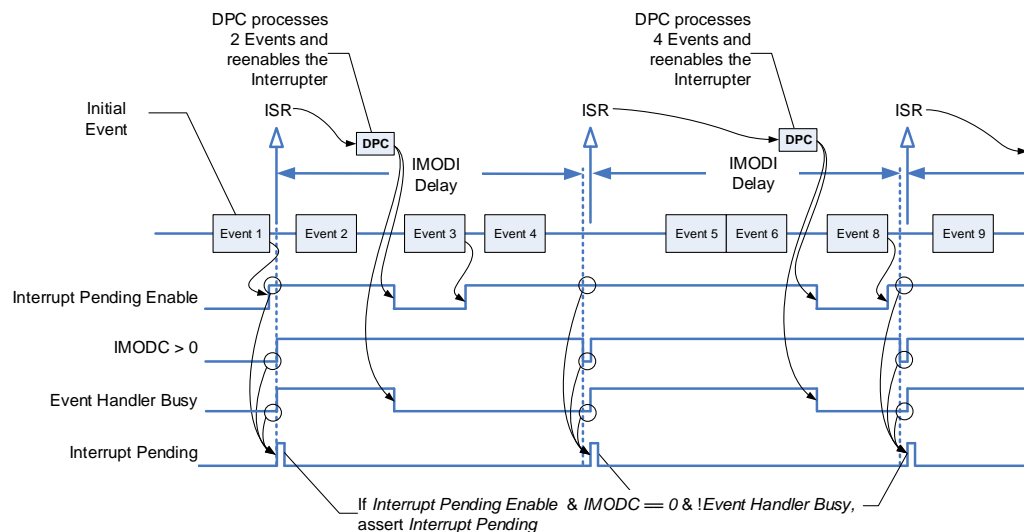 DPC processes
2 Events and
reenables the
Interrupter
DPC processes
4 Events and
reenables the
Interrupter
Initial
Event
ISR
ISR
ISR
DPC
DPC
IMODI
Delay
IMODI
Delay
Event 1
Event 2
Event 3
Event 4
Event 5
Event 6
Event 8
Event 9
Interrupt Pending Enable
IMODC > 0
Event Handler Busy
Interrupt Pending
If Interrupt Pending Enable & IMODC == 0 & !Event Handler Busy,
assert Interrupt Pending